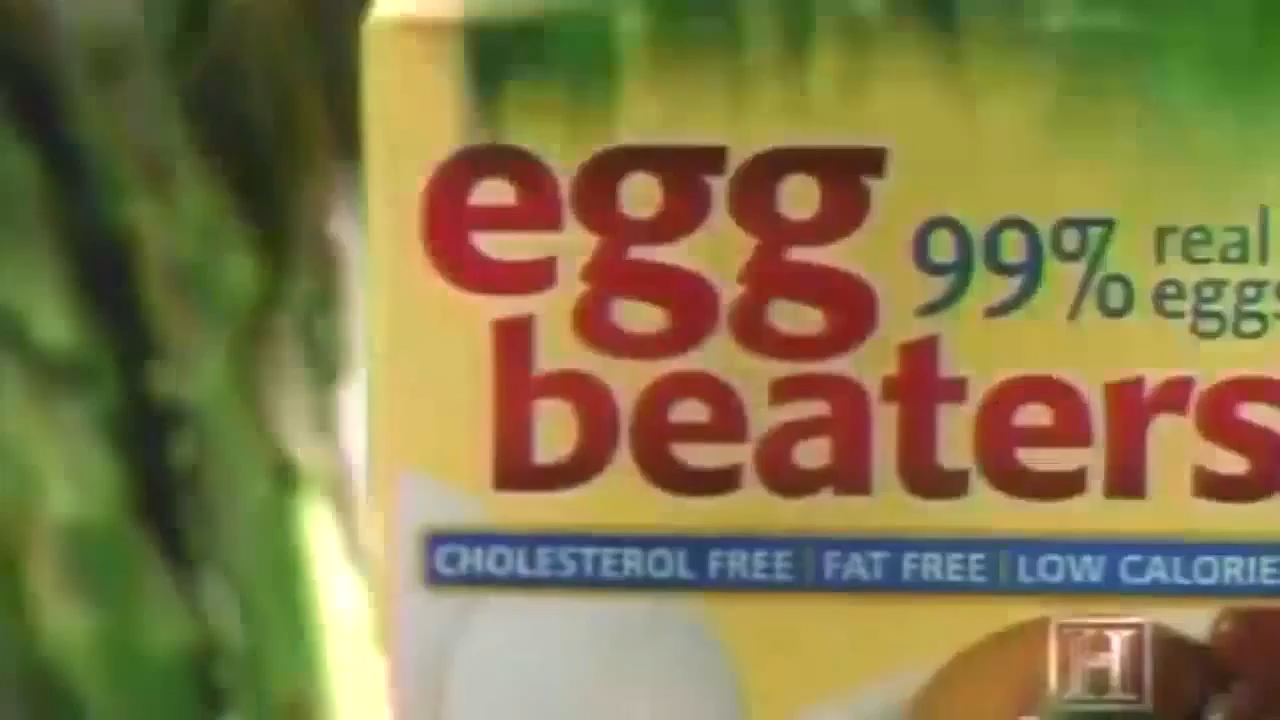 egg
beaters
99% real
eggs
CHOLESTEROL FREE | FAT FREE | LOW CALORIE
H